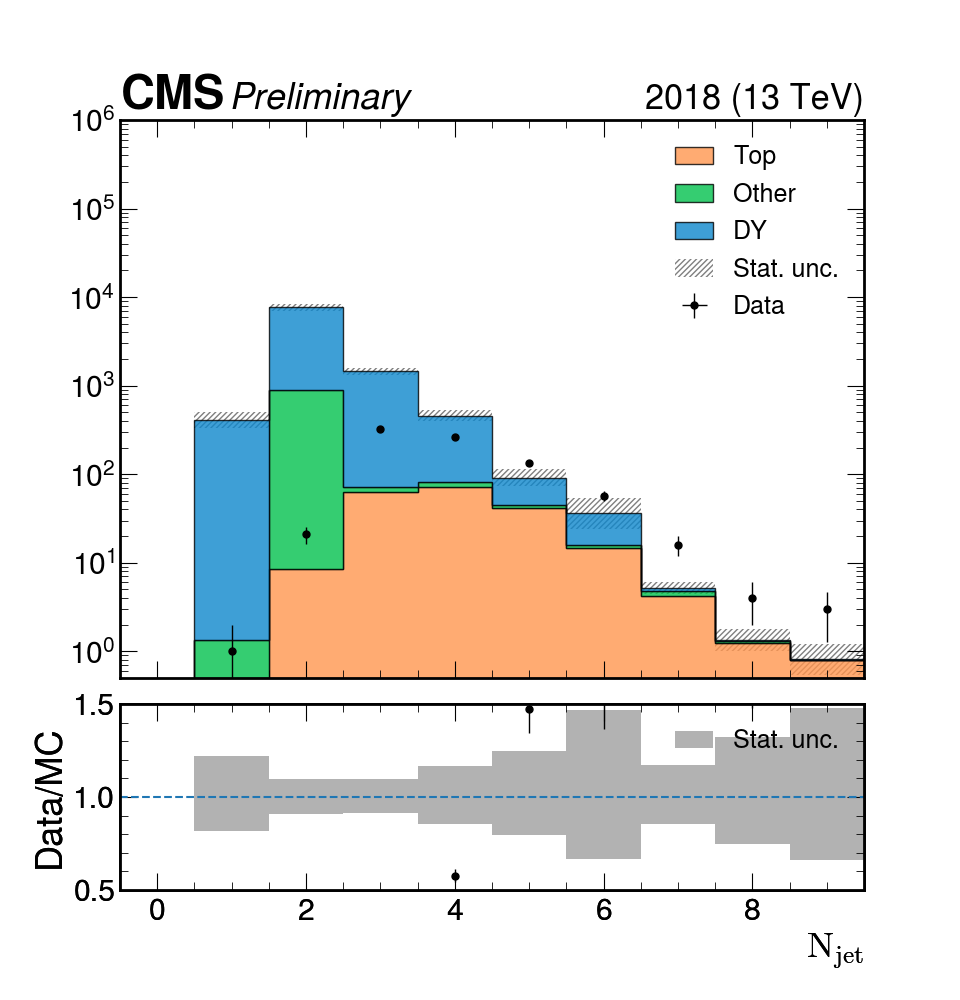 CMS Preliminary 2018 (13 TeV)
10^6
10^5
10^4
10^3
10^2
10^1
10^0
Top
Other
DY
Stat. unc.
Data
Data/MC
1.5
1.0
0.5
Stat. unc.
0 2 4 6 8
N_jet